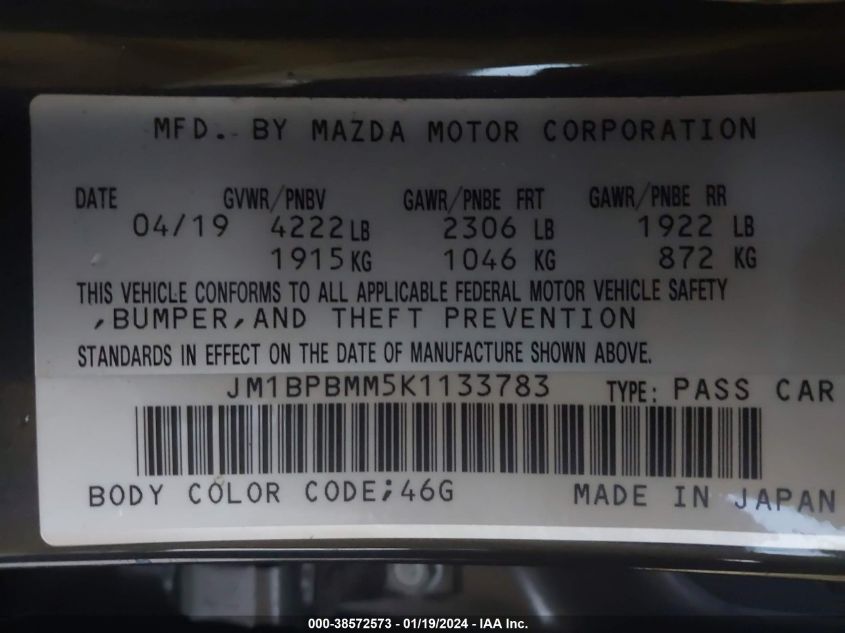 MFD. BY MAZDA MOTOR CORPORATION
DATE GVWR/PNBV GAWR/PNBE FRT GAWR/PNBE RR
04/19 4222 LB 2306 LB 1922 LB
1915 KG 1046 KG 872 KG
THIS VEHICLE CONFORMS TO ALL APPLICABLE FEDERAL MOTOR VEHICLE SAFETY
,BUMPER,AND THEFT PREVENTION
STANDARDS IN EFFECT ON THE DATE OF MANUFACTURE SHOWN ABOVE.
JM1BPBMM5K1133783 TYPE: PASS CAR
BODY COLOR CODE;46G MADE IN JAPAN
000-38572573 - 01/19/2024 - IAA Inc.